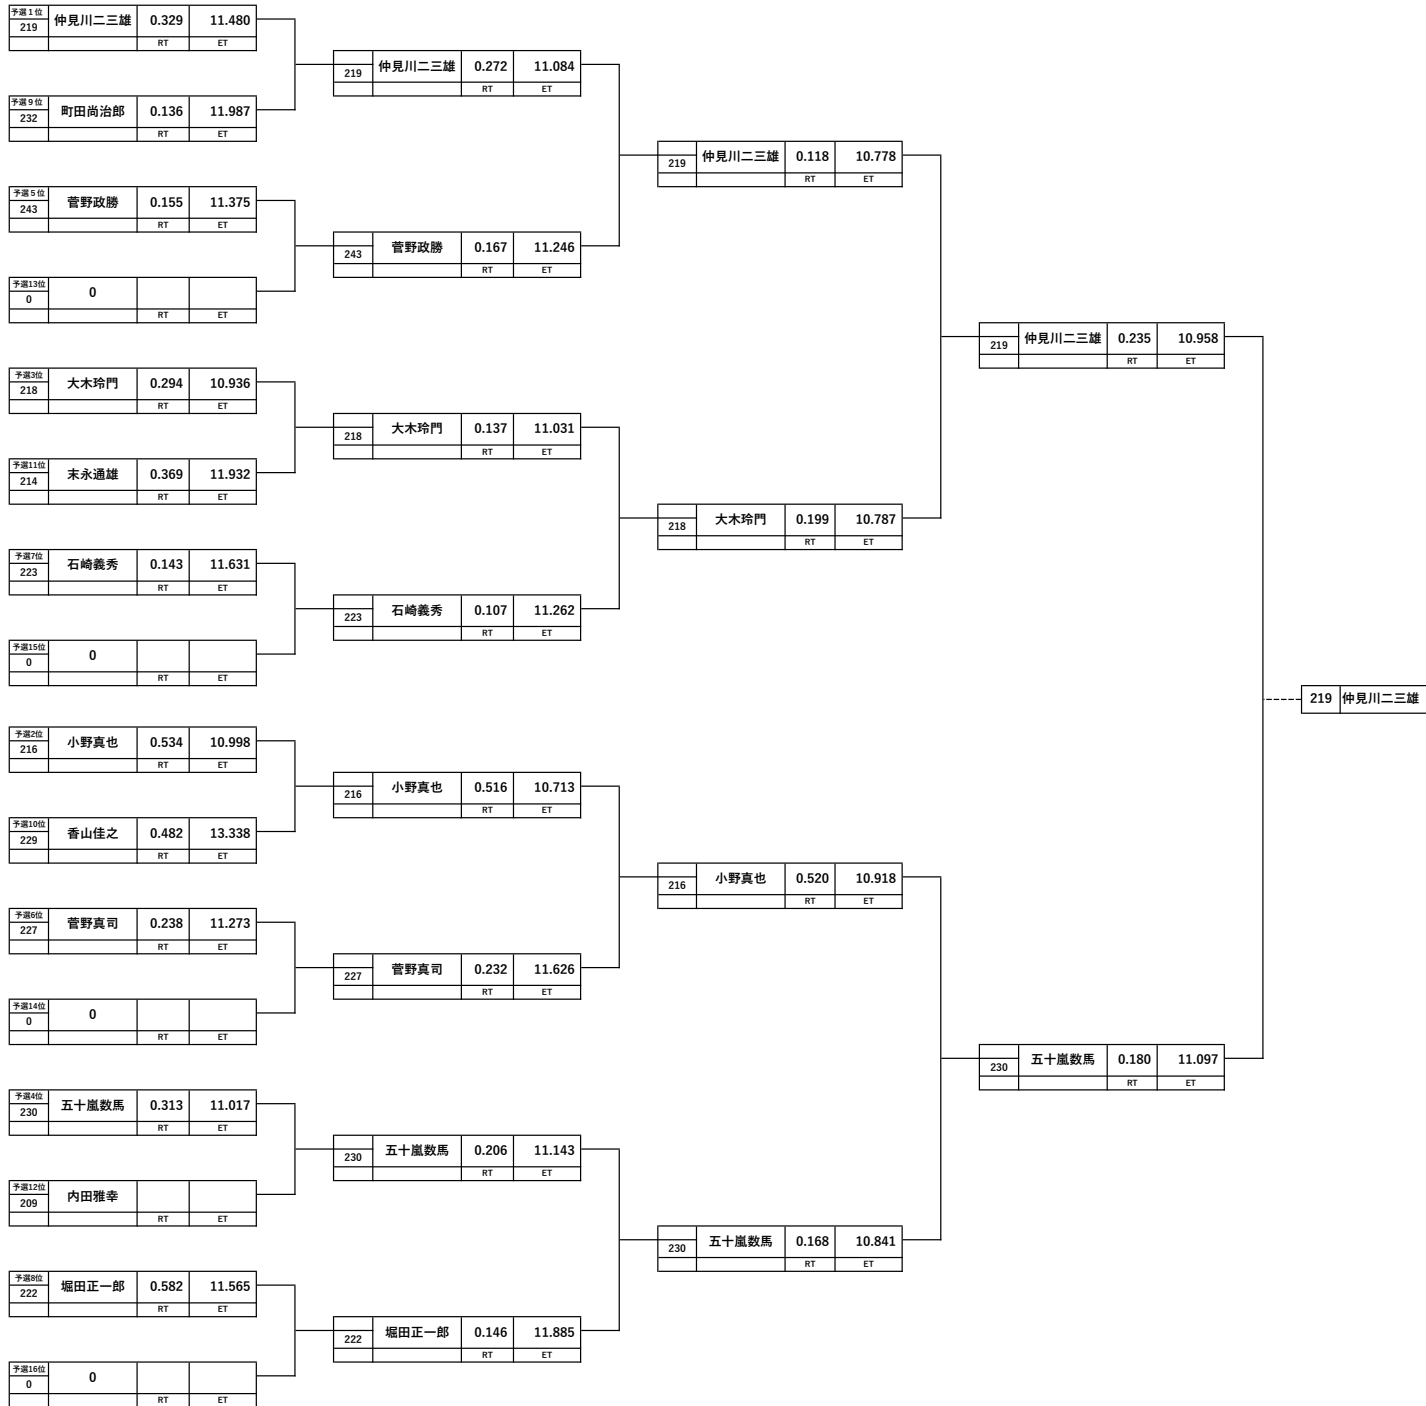 予選１位
219 仲見川二三雄 0.329 11.480
RT ET
予選９位
232 町田尚治郎 0.136 11.987
RT ET
予選５位
243 菅野政勝 0.155 11.375
RT ET
予選13位
0 0
RT ET
予選3位
218 大木玲門 0.294 10.936
RT ET
予選11位
214 末永通雄 0.369 11.932
RT ET
予選7位
223 石崎義秀 0.143 11.631
RT ET
予選15位
0 0
RT ET
予選2位
216 小野真也 0.534 10.998
RT ET
予選10位
229 香山佳之 0.482 13.338
RT ET
予選6位
227 菅野真司 0.238 11.273
RT ET
予選14位
0 0
RT ET
予選4位
230 五十嵐数馬 0.313 11.017
RT ET
予選12位
209 内田雅幸
RT ET
予選8位
222 堀田正一郎 0.582 11.565
RT ET
予選16位
0 0
RT ET
219 仲見川二三雄 0.272 11.084
RT ET
243 菅野政勝 0.167 11.246
RT ET
218 大木玲門 0.137 11.031
RT ET
223 石崎義秀 0.107 11.262
RT ET
216 小野真也 0.516 10.713
RT ET
227 菅野真司 0.232 11.626
RT ET
230 五十嵐数馬 0.206 11.143
RT ET
222 堀田正一郎 0.146 11.885
RT ET
219 仲見川二三雄 0.118 10.778
RT ET
218 大木玲門 0.199 10.787
RT ET
216 小野真也 0.520 10.918
RT ET
230 五十嵐数馬 0.168 10.841
RT ET
219 仲見川二三雄 0.235 10.958
RT ET
230 五十嵐数馬 0.180 11.097
RT ET
219 仲見川二三雄